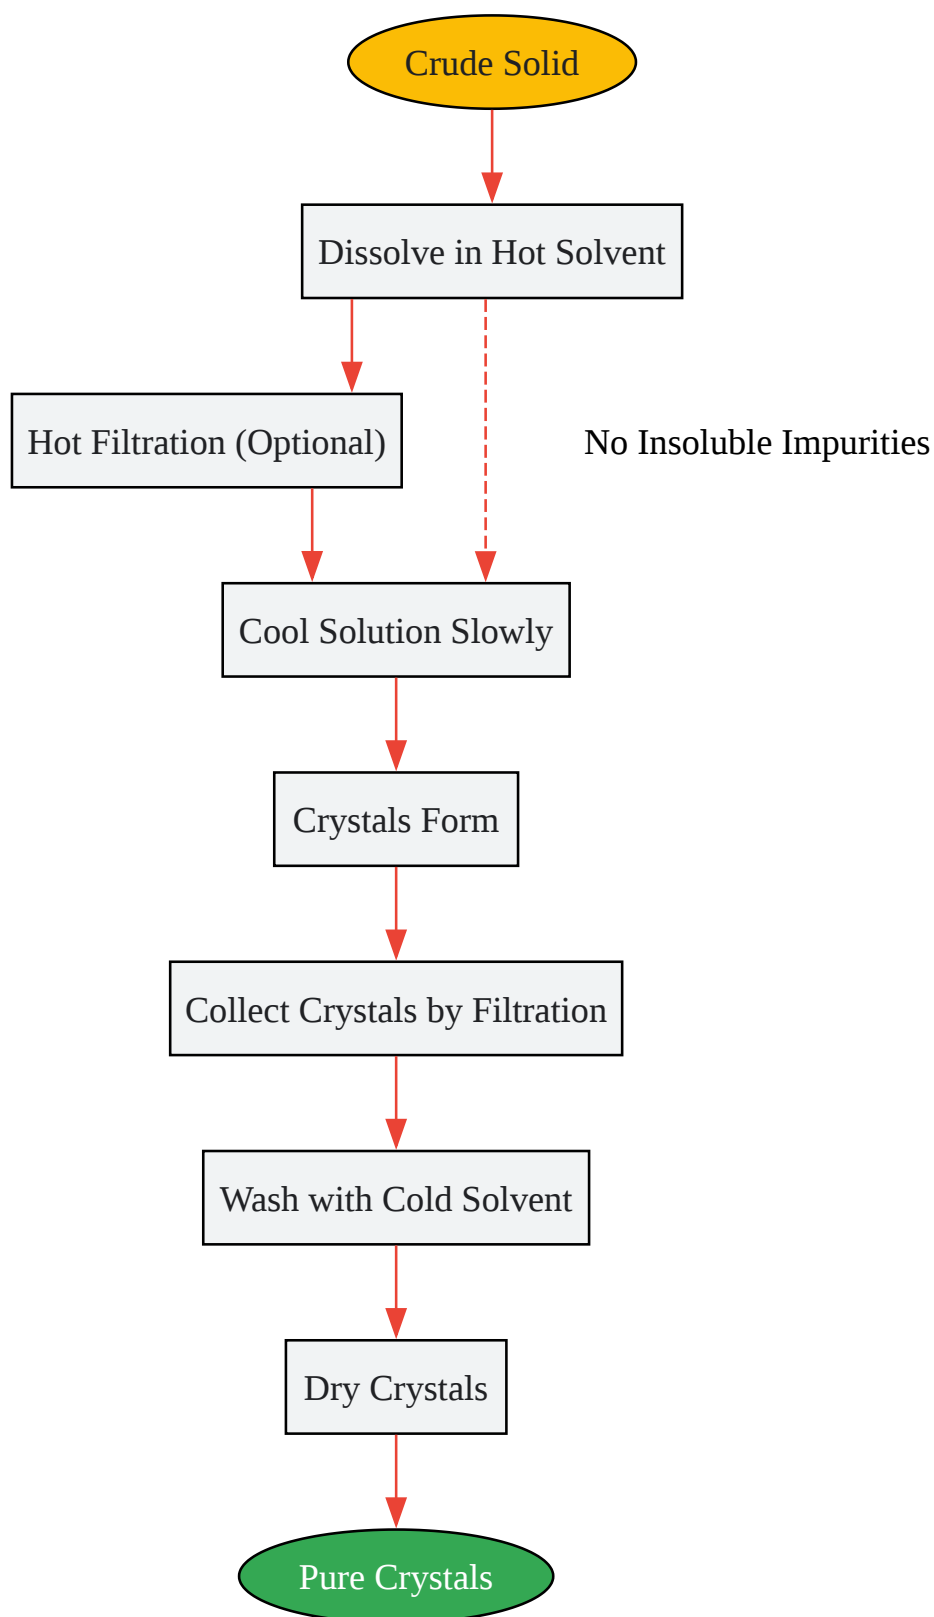 Crude Solid
Dissolve in Hot Solvent
Hot Filtration (Optional)
No Insoluble Impurities
Cool Solution Slowly
Crystals Form
Collect Crystals by Filtration
Wash with Cold Solvent
Dry Crystals
Pure Crystals